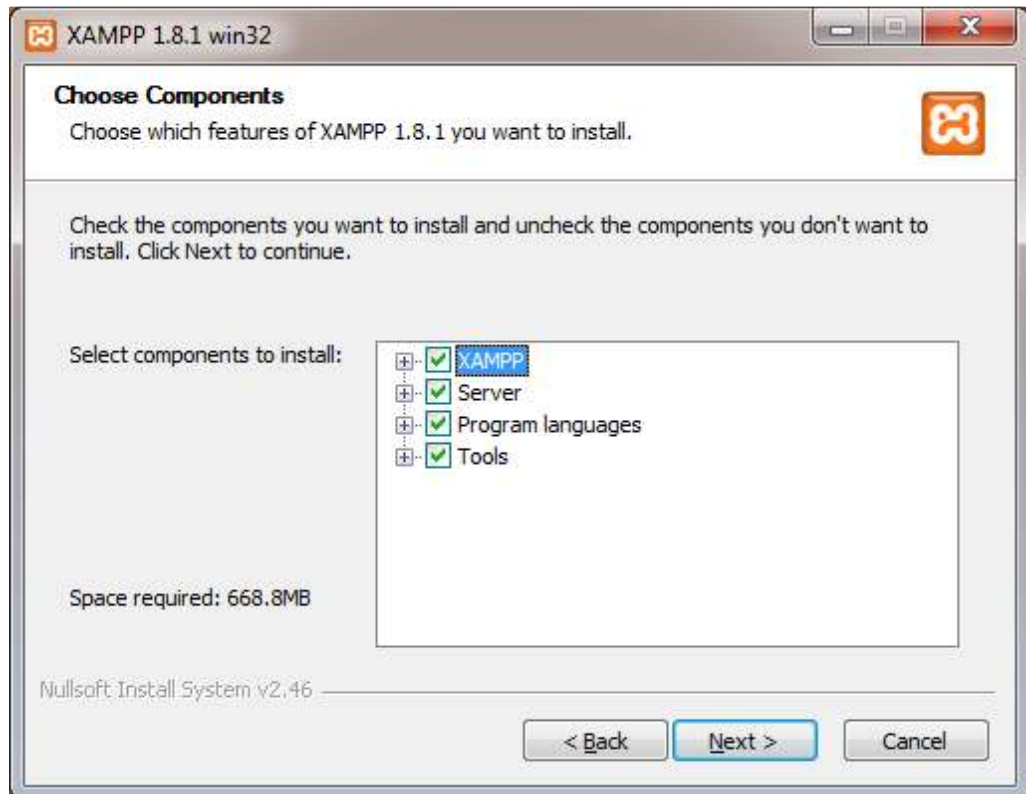 XAMPP 1.8.1 win32
Choose Components
Choose which features of XAMPP 1.8.1 you want to install.
Check the components you want to install and uncheck the components you don't want to
install. Click Next to continue.
Select components to install:
XAMPP
Server
Program languages
Tools
Space required: 668.8MB
Nullsoft Install System v2.46
< Back
Next >
Cancel